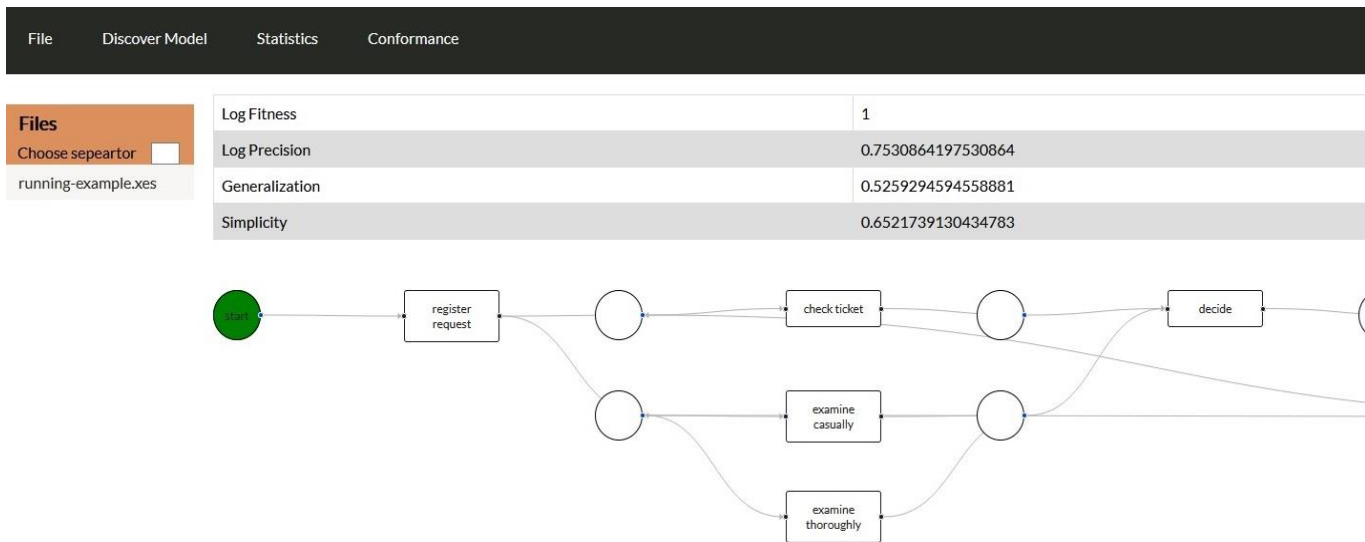 File Discover Model Statistics Conformance
Files
Choose sepeartor
running-example.xes
Log Fitness 1
Log Precision 0.7530864197530864
Generalization 0.5259294594558881
Simplicity 0.6521739130434783
start
register
request
check ticket
decide
examine
casually
examine
thoroughly